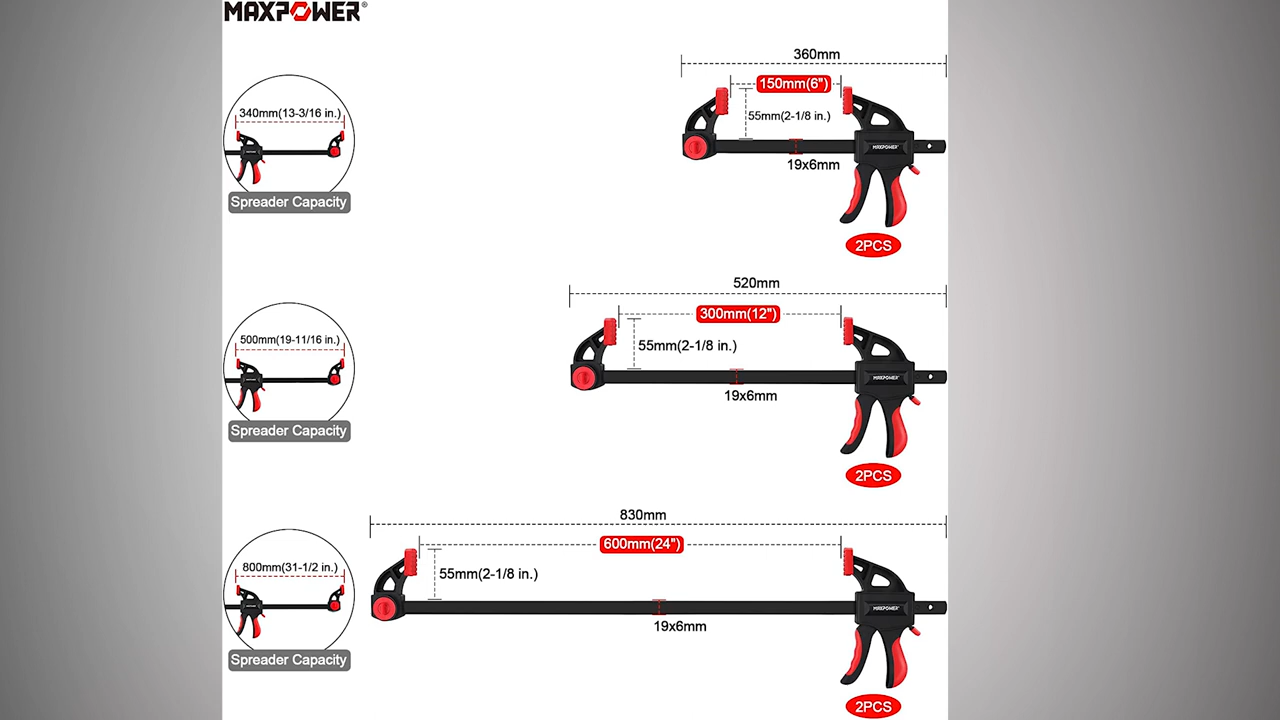 MAXPOWER®
360mm
150mm(6")
340mm(13-3/16 in.)
55mm(2-1/8 in.)
MAXPOWER
19x6mm
Spreader Capacity
2PCS
520mm
300mm(12")
500mm(19-11/16 in.)
55mm(2-1/8 in.)
MAXPOWER
19x6mm
Spreader Capacity
2PCS
830mm
600mm(24")
800mm(31-1/2 in.)
55mm(2-1/8 in.)
MAXPOWER
19x6mm
Spreader Capacity
2PCS